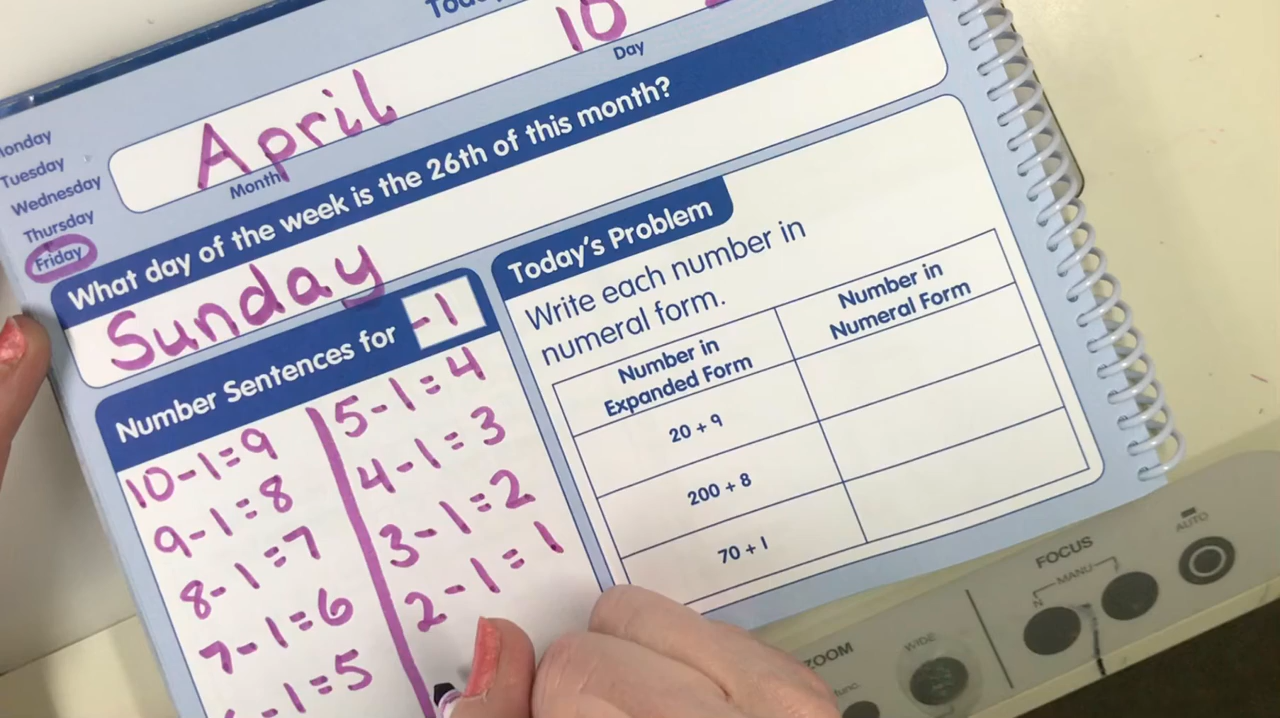 10
Day
April
Month
Tuesday
Wednesday
Thursday
Friday
What day of the week is the 26th of this month?
Sunday
Number Sentences for -1
10-1=9
9-1=8
8-1=7
7-1=6
-1=5
5-1=4
4-1=3
3-1=2
2-1=1
Today's Problem
Write each number in
numeral form.
Number in
Expanded Form
Number in
Numeral Form
20 + 9
200 + 8
70 + 1
ZOOM
func.
WIDE
FOCUS
MANU
N
AUTO